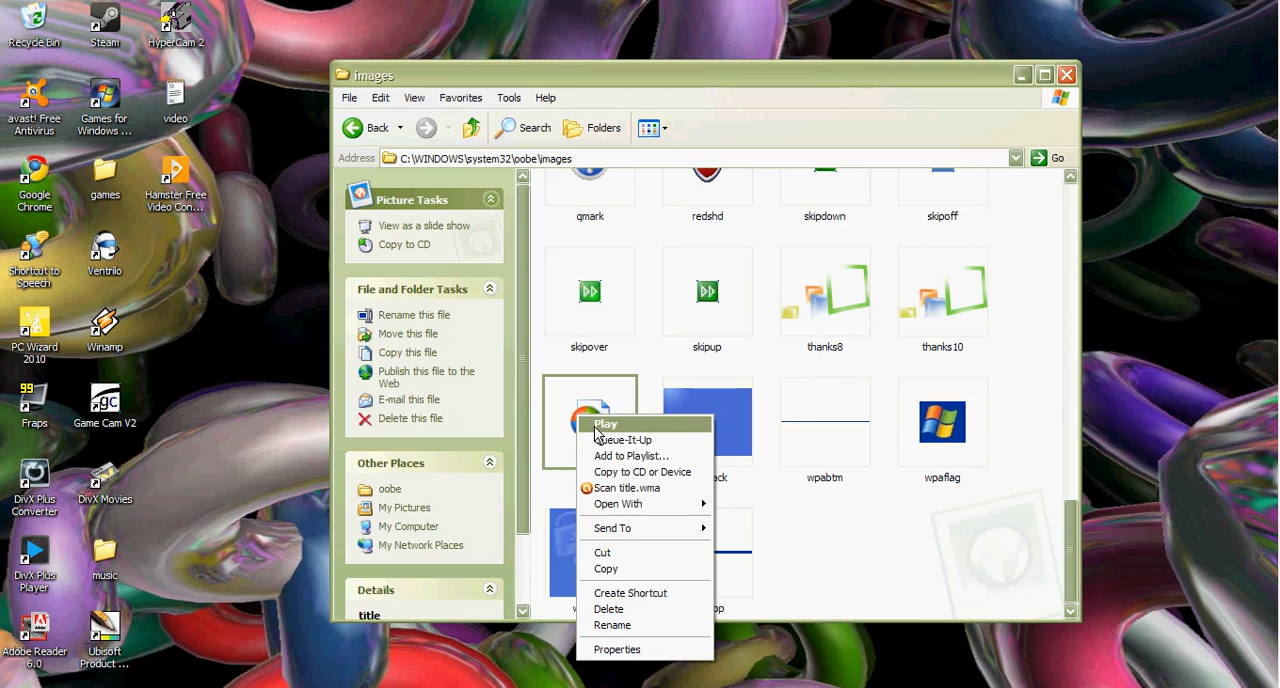 Recycle Bin
Steam
HyperCam 2
avast! Free
Antivirus
Games for
Windows ...
video
Google
Chrome
games
Hamster Free
Video Con...
Shortcut to
Speech
Ventrilo
PC Wizard
2010
Winamp
99
Fraps
gc
Game Cam V2
DivX Plus
Converter
DivX Movies
DivX Plus
Player
music
Adobe Reader
6.0
Ubisoft
Product ...
images
File Edit View Favorites Tools Help
Back Search Folders
Address C:\WINDOWS\system32\oobe\images Go
Picture Tasks
View as a slide show
Copy to CD
File and Folder Tasks
Rename this file
Move this file
Copy this file
Publish this file to the
Web
E-mail this file
Delete this file
Other Places
oobe
My Pictures
My Computer
My Network Places
Details
title
qmark redshd skipdown skipoff
skipover skipup thanks8 thanks10
wpabtm wpaflag
Play
Queue-It-Up
Add to Playlist...
Copy to CD or Device
Scan title.wma
Open With
Send To
Cut
Copy
Create Shortcut
Delete
Rename
Properties